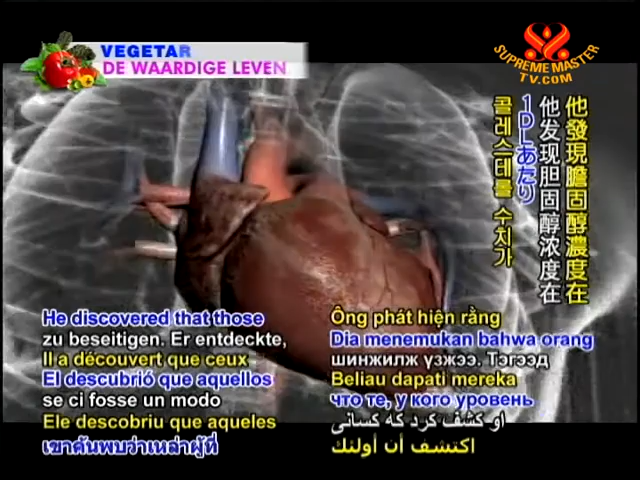 VEGETAR
DE WAARDIGE LEVEN
SUPREME MASTER
TV.COM
他發現膽固醇濃度在
他发现胆固醇浓度在
1DLあたり
콜레스테롤 수치가
He discovered that those
zu beseitigen. Er entdeckte,
Il a découvert que ceux
El descubrió que aquellos
se ci fosse un modo
Ele descobriu que aqueles
เขาค้นพบว่าเหล่าผู้ที่
Ông phát hiện rằng
Dia menemukan bahwa orang
шинжилж үзжээ. Тэгээд
Beliau dapati mereka
что те, у кого уровень
او کشف کرد که کسانی
اكتشف أن أولئك